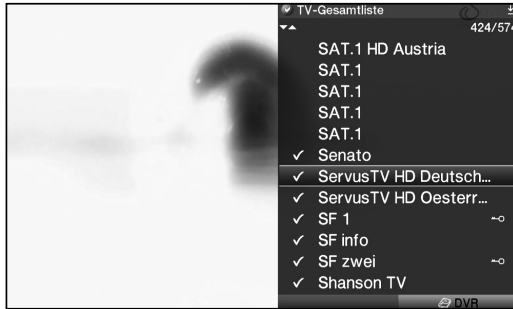 TV-Gesamtliste
424/574
SAT.1 HD Austria
SAT.1
SAT.1
SAT.1
SAT.1
Senato
ServusTV HD Deutsch...
ServusTV HD Oesterr...
SF 1
SF info
SF zwei
Shanson TV
DVR